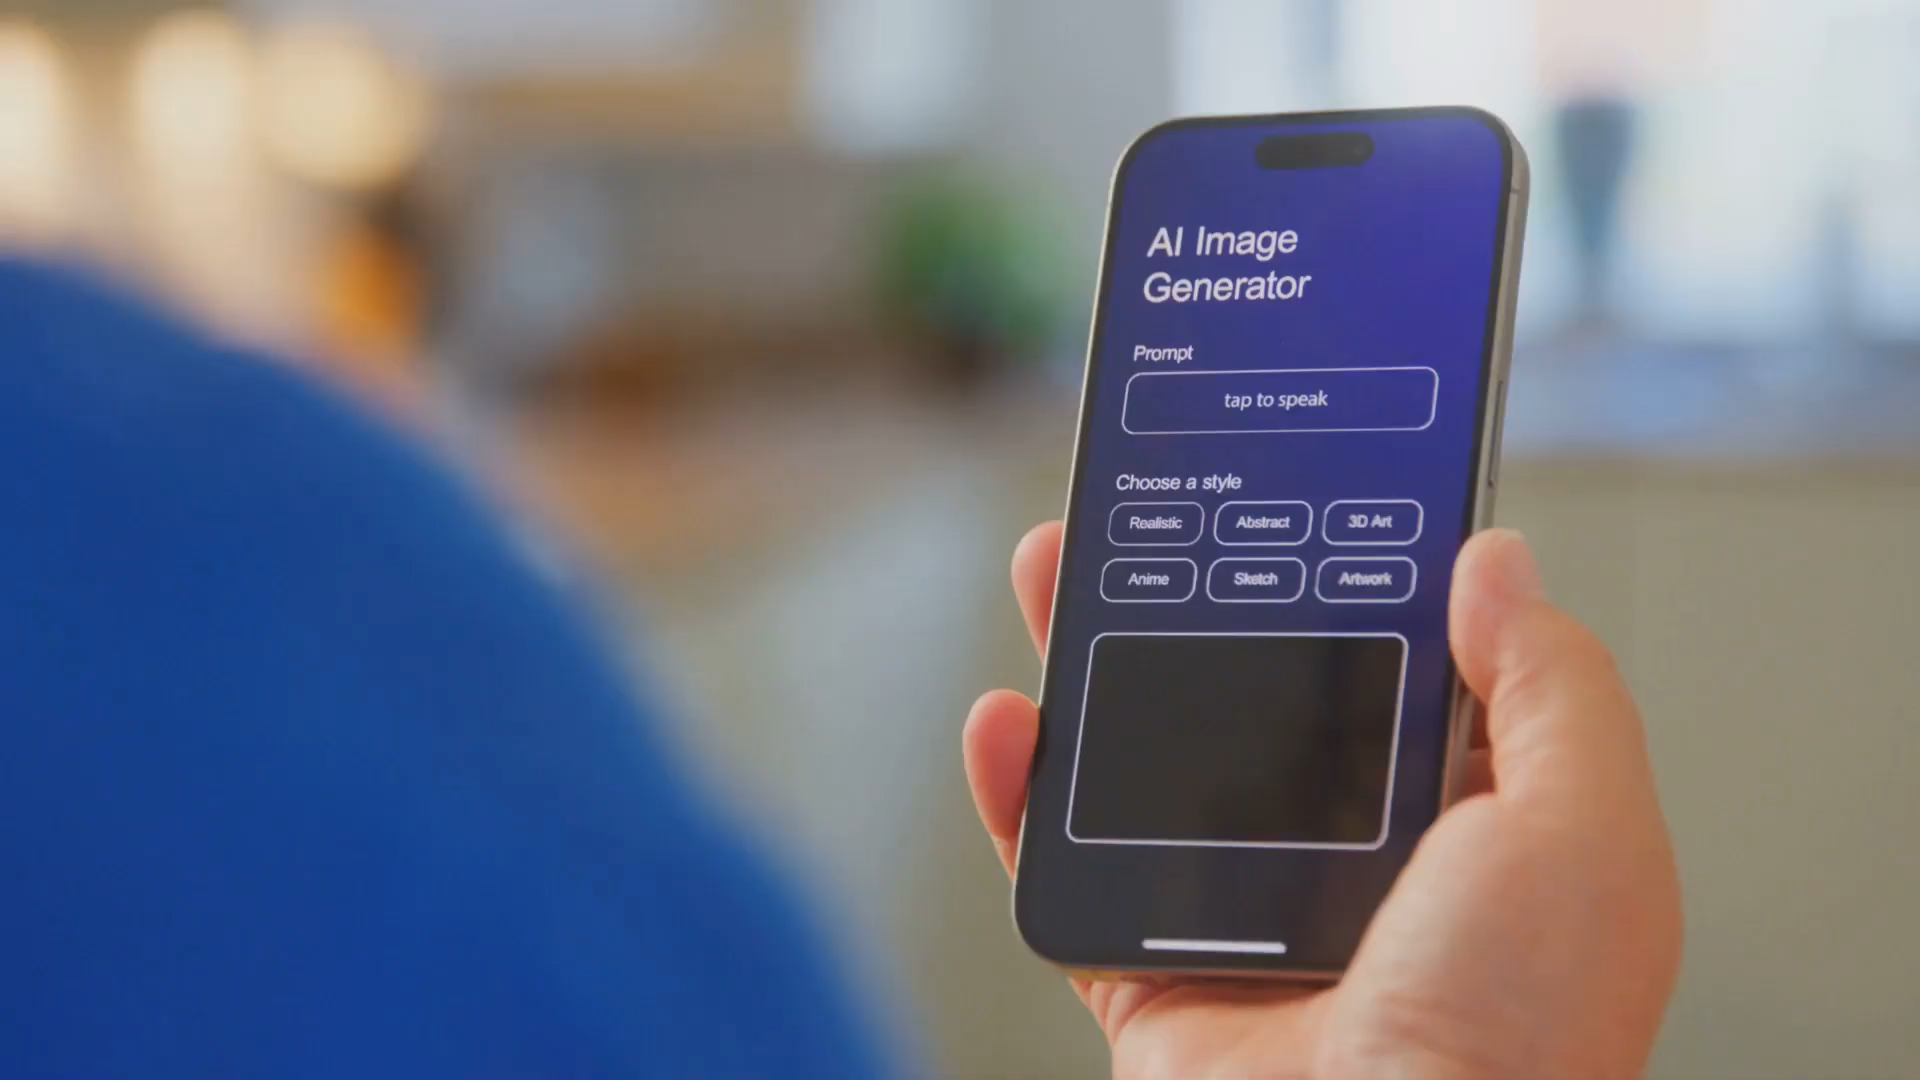 AI Image
Generator
Prompt
tap to speak
Choose a style
Realistic Abstract 3D Art
Anime Sketch Artwork